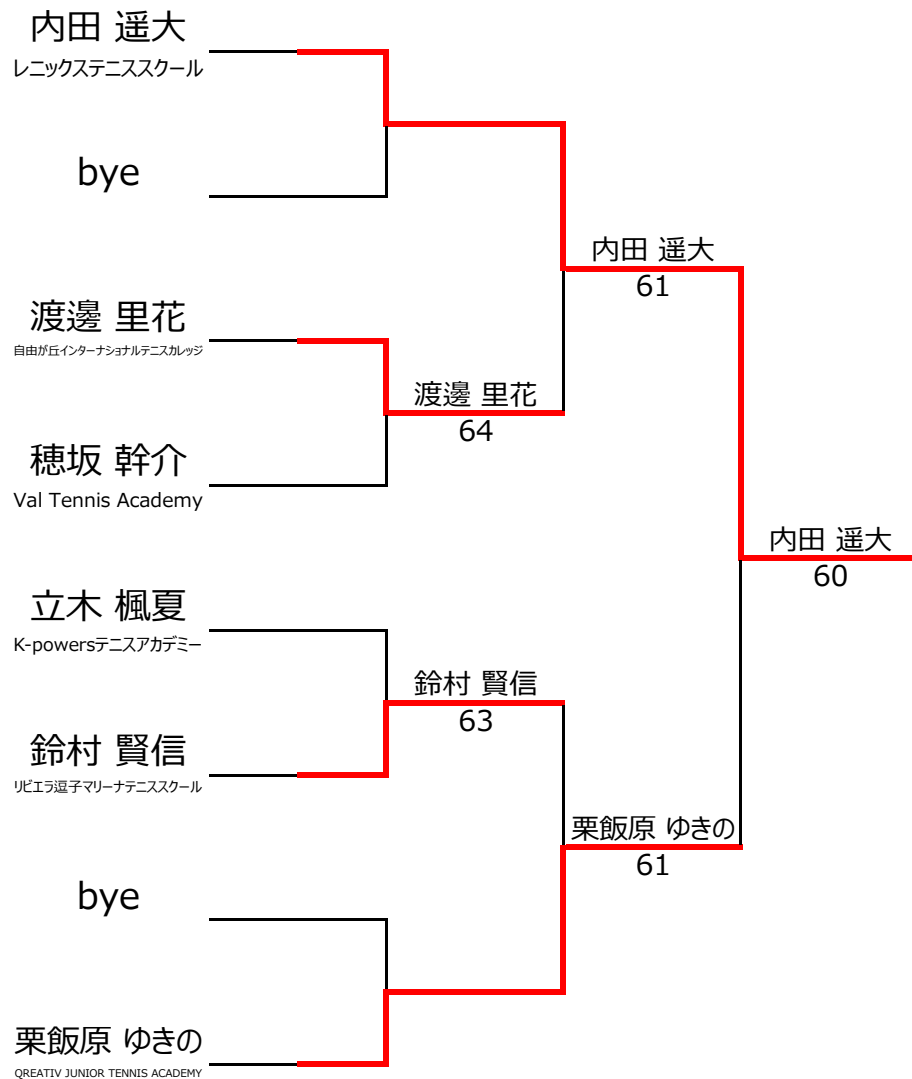 内田 遥大
レニックステニススクール
bye
渡邊 里花
自由が丘インターナショナルテニスカレッジ
穂坂 幹介
Val Tennis Academy
立木 楓夏
K-powersテニスアカデミー
鈴村 賢信
リビエラ逗子マリーナテニススクール
bye
栗飯原 ゆきの
QREATIV JUNIOR TENNIS ACADEMY
渡邊 里花
64
鈴村 賢信
63
内田 遥大
61
栗飯原 ゆきの
61
内田 遥大
60